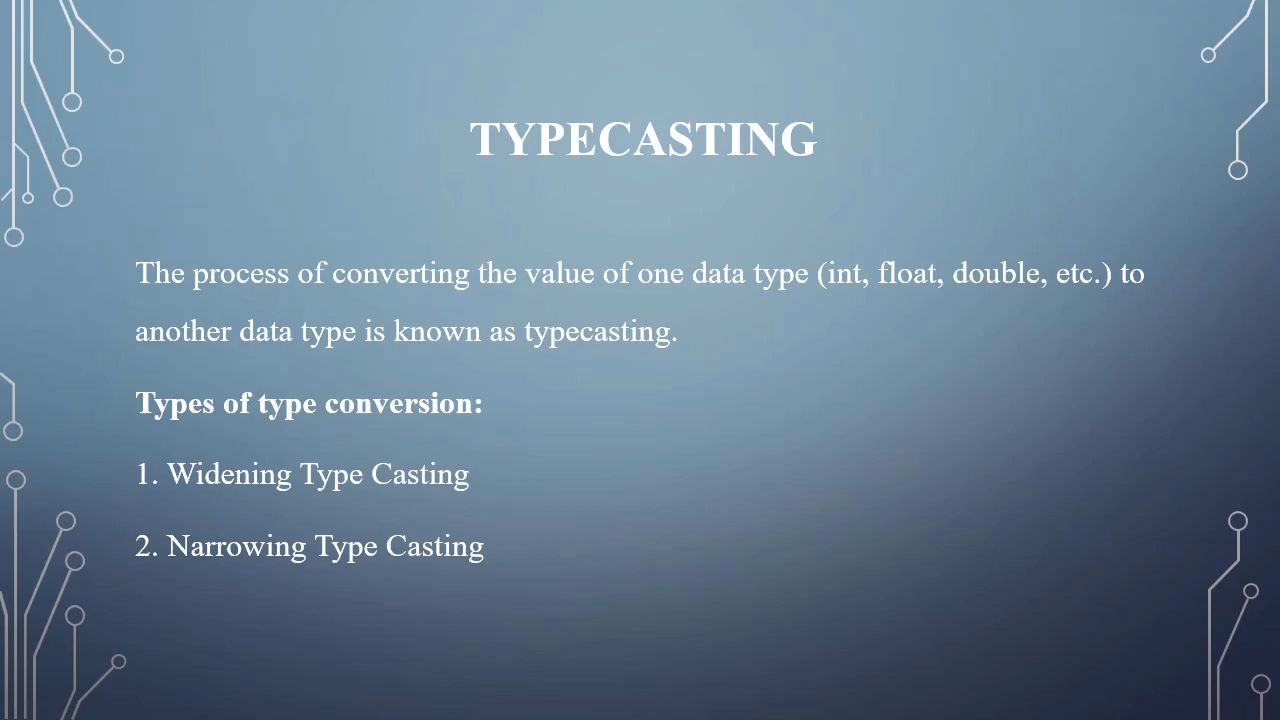 TYPECASTING
The process of converting the value of one data type (int, float, double, etc.) to
another data type is known as typecasting.
Types of type conversion:
1. Widening Type Casting
2. Narrowing Type Casting